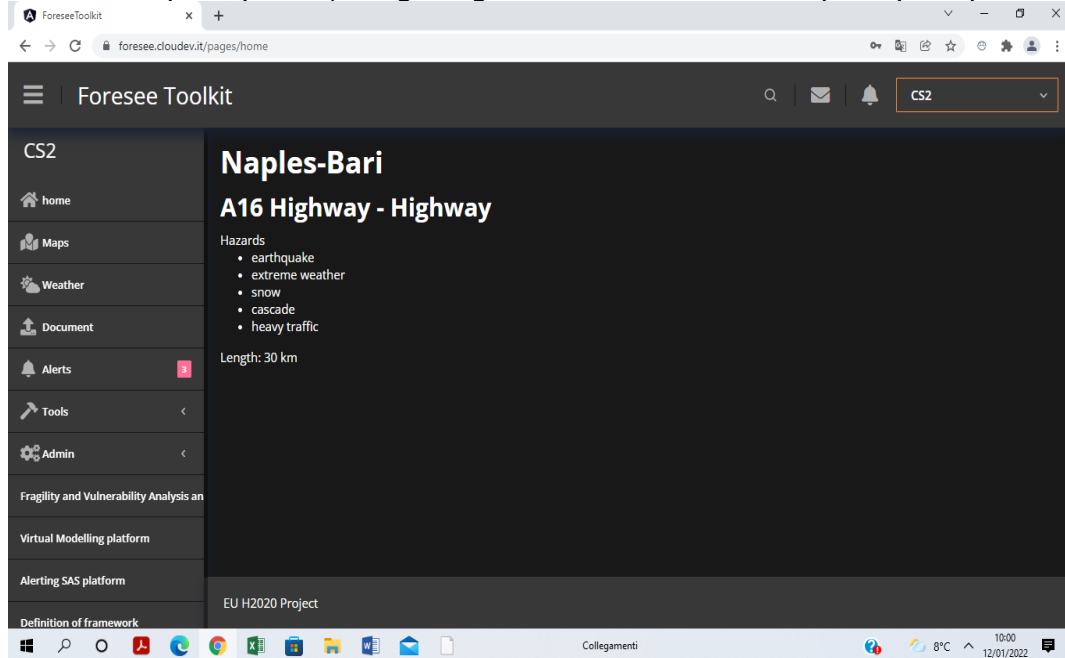 ForeseeToolkit
foresee.cloudev.it/pages/home
Foresee Toolkit
CS2
CS2
home
Maps
Weather
Document
Alerts 3
Tools
Admin
Fragility and Vulnerability Analysis an
Virtual Modelling platform
Alerting SAS platform
Definition of framework
Naples-Bari
A16 Highway - Highway
Hazards
earthquake
extreme weather
snow
cascade
heavy traffic
Length: 30 km
EU H2020 Project
Collegamenti
8°C
10:00
12/01/2022